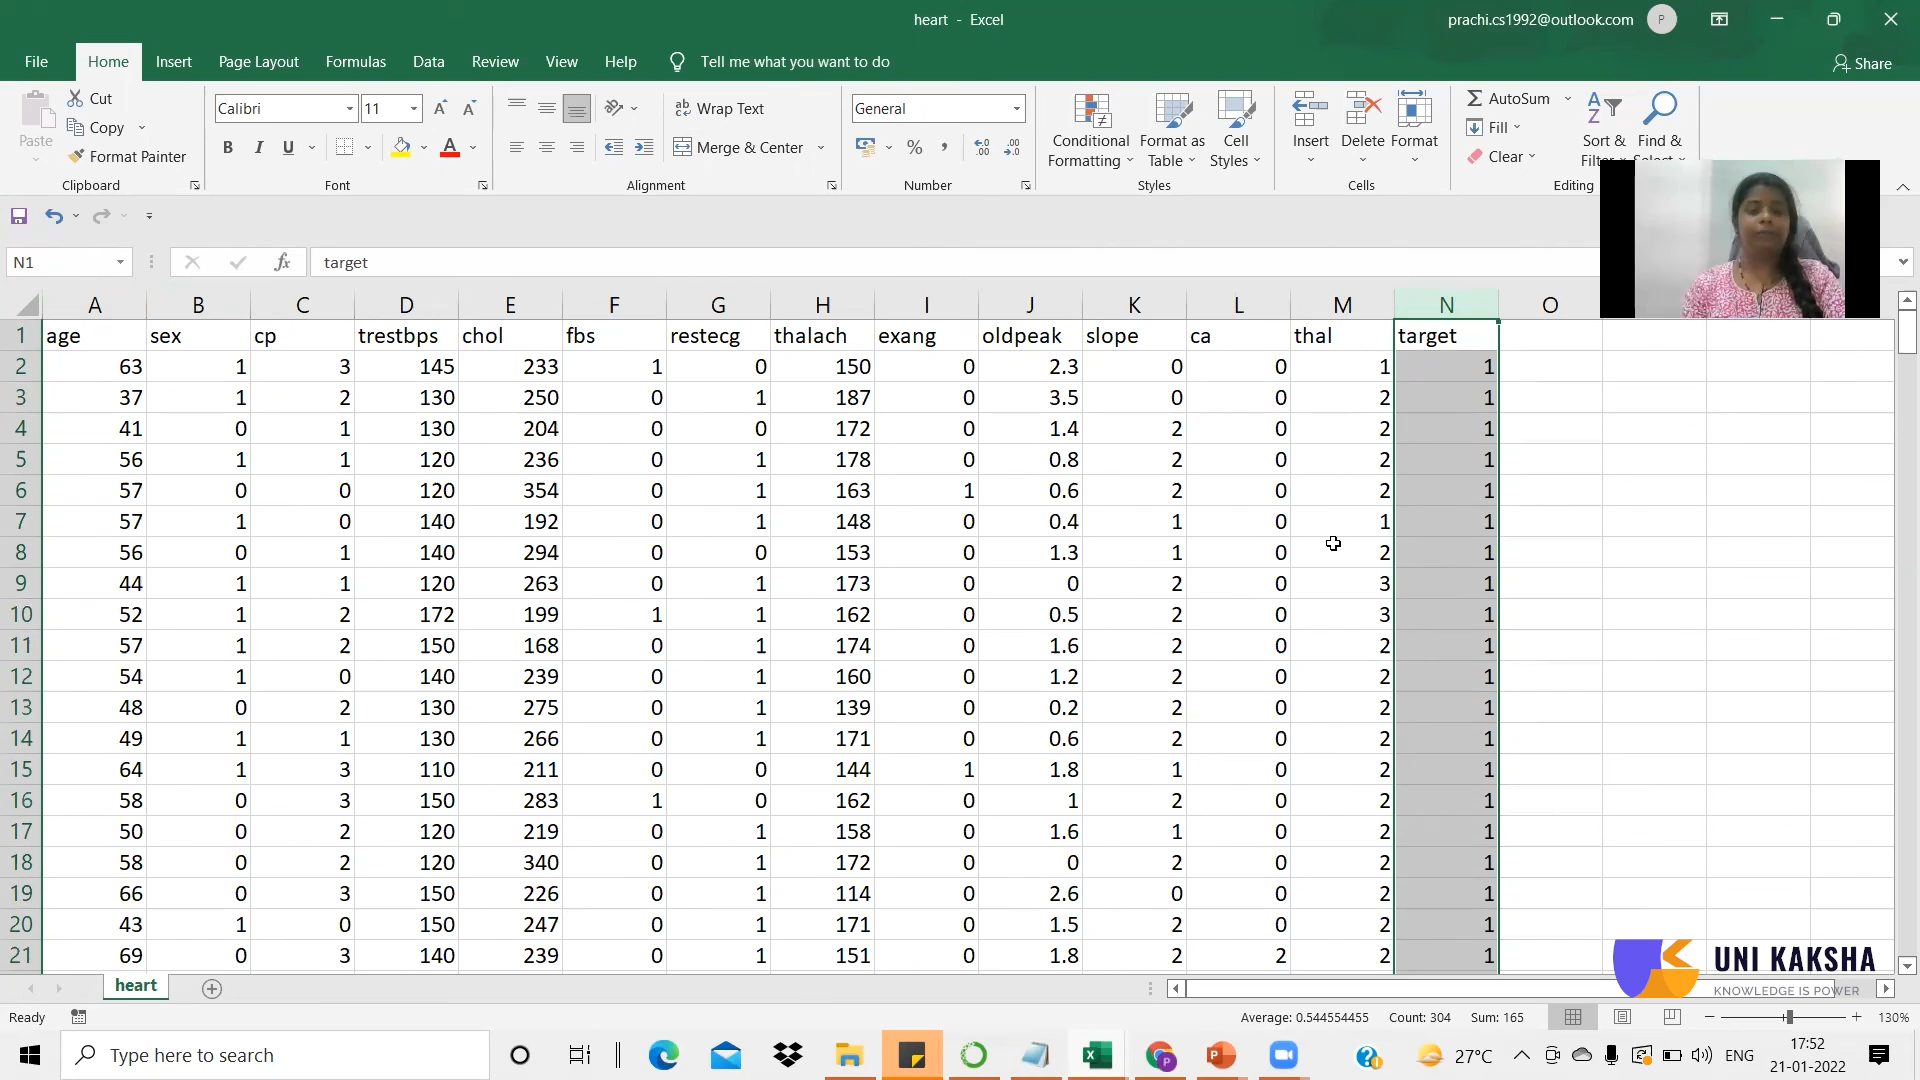 heart - Excel
prachi.cs1992@outlook.com
P
File Home Insert Page Layout Formulas Data Review View Help Tell me what you want to do
Share
Paste
Cut
Copy
Format Painter
Clipboard
Calibri 11
B I U
Font
Wrap Text
Merge & Center
Alignment
General
Number
Conditional Formatting
Format as Table
Cell Styles
Styles
Insert Delete Format
Cells
AutoSum
Fill
Clear
Sort & Filter
Find & Select
Editing
N1 fx target
A B C D E F G H I J K L M N O
1 age sex cp trestbps chol fbs restecg thalach exang oldpeak slope ca thal target
2 63 1 3 145 233 1 0 150 0 2.3 0 0 1 1
3 37 1 2 130 250 0 1 187 0 3.5 0 0 2 1
4 41 0 1 130 204 0 0 172 0 1.4 2 0 2 1
5 56 1 1 120 236 0 1 178 0 0.8 2 0 2 1
6 57 0 0 120 354 0 1 163 1 0.6 2 0 2 1
7 57 1 0 140 192 0 1 148 0 0.4 1 0 1 1
8 56 0 1 140 294 0 0 153 0 1.3 1 0 2 1
9 44 1 1 120 263 0 1 173 0 0 2 0 3 1
10 52 1 2 172 199 1 1 162 0 0.5 2 0 3 1
11 57 1 2 150 168 0 1 174 0 1.6 2 0 2 1
12 54 1 0 140 239 0 1 160 0 1.2 2 0 2 1
13 48 0 2 130 275 0 1 139 0 0.2 2 0 2 1
14 49 1 1 130 266 0 1 171 0 0.6 2 0 2 1
15 64 1 3 110 211 0 0 144 1 1.8 1 0 2 1
16 58 0 3 150 283 1 0 162 0 1 2 0 2 1
17 50 0 2 120 219 0 1 158 0 1.6 1 0 2 1
18 58 0 2 120 340 0 1 172 0 0 2 0 2 1
19 66 0 3 150 226 0 1 114 0 2.6 0 0 2 1
20 43 1 0 150 247 0 1 171 0 1.5 2 0 2 1
21 69 0 3 140 239 0 1 151 0 1.8 2 2 2 1
UNI KAKSHA
KNOWLEDGE IS POWER
heart
Ready Average: 0.544554455 Count: 304 Sum: 165 130%
Type here to search
27°C ENG
17:52
21-01-2022